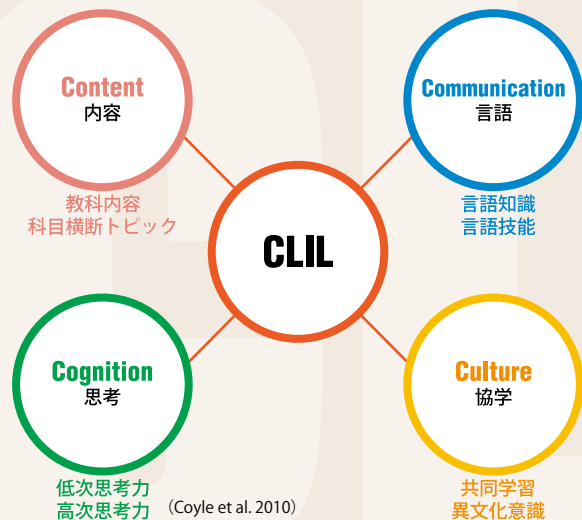 Content
内容
教科内容
科目横断トピック
Communication
言語
言語知識
言語技能
CLIL
Cognition
思考
低次思考力
高次思考力
(Coyle et al. 2010)
Culture
協学
共同学習
異文化意識